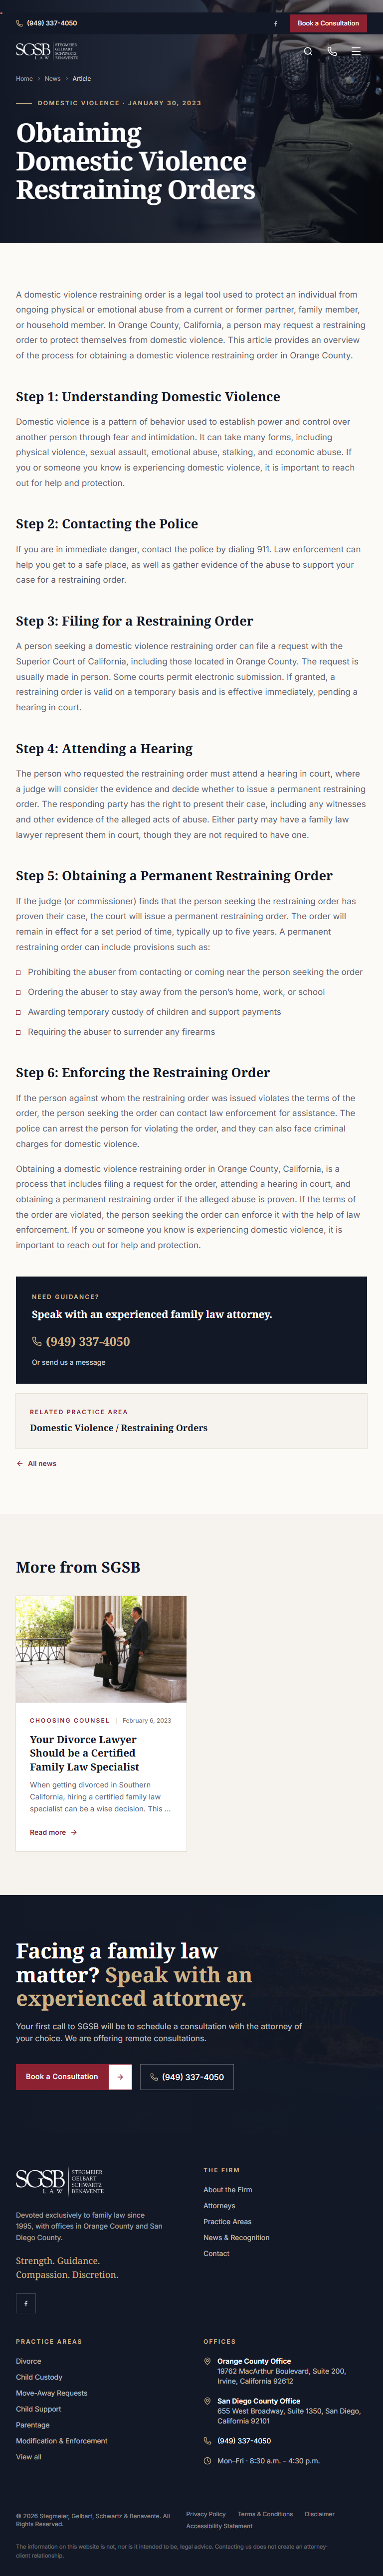 (949) 337-4050
Book a Consultation
SGSB LAW STEGMEIER GELBART SCHWARTZ BENAVENTE
Home > News > Article
DOMESTIC VIOLENCE · JANUARY 30, 2023
Obtaining
Domestic Violence
Restraining Orders
A domestic violence restraining order is a legal tool used to protect an individual from
ongoing physical or emotional abuse from a current or former partner, family member,
or household member. In Orange County, California, a person may request a restraining
order to protect themselves from domestic violence. This article provides an overview
of the process for obtaining a domestic violence restraining order in Orange County.
Step 1: Understanding Domestic Violence
Domestic violence is a pattern of behavior used to establish power and control over
another person through fear and intimidation. It can take many forms, including
physical violence, sexual assault, emotional abuse, stalking, and economic abuse. If
you or someone you know is experiencing domestic violence, it is important to reach
out for help and protection.
Step 2: Contacting the Police
If you are in immediate danger, contact the police by dialing 911. Law enforcement can
help you get to a safe place, as well as gather evidence of the abuse to support your
case for a restraining order.
Step 3: Filing for a Restraining Order
A person seeking a domestic violence restraining order can file a request with the
Superior Court of California, including those located in Orange County. The request is
usually made in person. Some courts permit electronic submission. If granted, a
restraining order is valid on a temporary basis and is effective immediately, pending a
hearing in court.
Step 4: Attending a Hearing
The person who requested the restraining order must attend a hearing in court, where
a judge will consider the evidence and decide whether to issue a permanent restraining
order. The responding party has the right to present their case, including any witnesses
and other evidence of the alleged acts of abuse. Either party may have a family law
lawyer represent them in court, though they are not required to have one.
Step 5: Obtaining a Permanent Restraining Order
If the judge (or commissioner) finds that the person seeking the restraining order has
proven their case, the court will issue a permanent restraining order. The order will
remain in effect for a set period of time, typically up to five years. A permanent
restraining order can include provisions such as:
Prohibiting the abuser from contacting or coming near the person seeking the order
Ordering the abuser to stay away from the person's home, work, or school
Awarding temporary custody of children and support payments
Requiring the abuser to surrender any firearms
Step 6: Enforcing the Restraining Order
If the person against whom the restraining order was issued violates the terms of the
order, the person seeking the order can contact law enforcement for assistance. The
police can arrest the person for violating the order, and they can also face criminal
charges for domestic violence.
Obtaining a domestic violence restraining order in Orange County, California, is a
process that includes filing a request for the order, attending a hearing in court, and
obtaining a permanent restraining order if the alleged abuse is proven. If the terms of
the order are violated, the person seeking the order can enforce it with the help of law
enforcement. If you or someone you know is experiencing domestic violence, it is
important to reach out for help and protection.
NEED GUIDANCE?
Speak with an experienced family law attorney.
(949) 337-4050
Or send us a message
RELATED PRACTICE AREA
Domestic Violence / Restraining Orders
← All news
More from SGSB
CHOOSING COUNSEL | February 6, 2023
Your Divorce Lawyer
Should be a Certified
Family Law Specialist
When getting divorced in Southern
California, hiring a certified family law
specialist can be a wise decision. This ...
Read more →
Facing a family law
matter? Speak with an
experienced attorney.
Your first call to SGSB will be to schedule a consultation with the attorney of
your choice. We are offering remote consultations.
Book a Consultation →
(949) 337-4050
SGSB LAW STEGMEIER GELBART SCHWARTZ BENAVENTE
Devoted exclusively to family law since
1995, with offices in Orange County and San
Diego County.
Strength. Guidance.
Compassion. Discretion.
THE FIRM
About the Firm
Attorneys
Practice Areas
News & Recognition
Contact
PRACTICE AREAS
Divorce
Child Custody
Move-Away Requests
Child Support
Parentage
Modification & Enforcement
View all
OFFICES
Orange County Office
19762 MacArthur Boulevard, Suite 200,
Irvine, California 92612
San Diego County Office
655 West Broadway, Suite 1350, San Diego,
California 92101
(949) 337-4050
Mon–Fri · 8:30 a.m. – 4:30 p.m.
© 2026 Stegmeier, Gelbart, Schwartz & Benavente. All
Rights Reserved.
Privacy Policy
Terms & Conditions
Disclaimer
Accessibility Statement
The information on this website is not, nor is it intended to be, legal advice. Contacting us does not create an attorney-
client relationship.